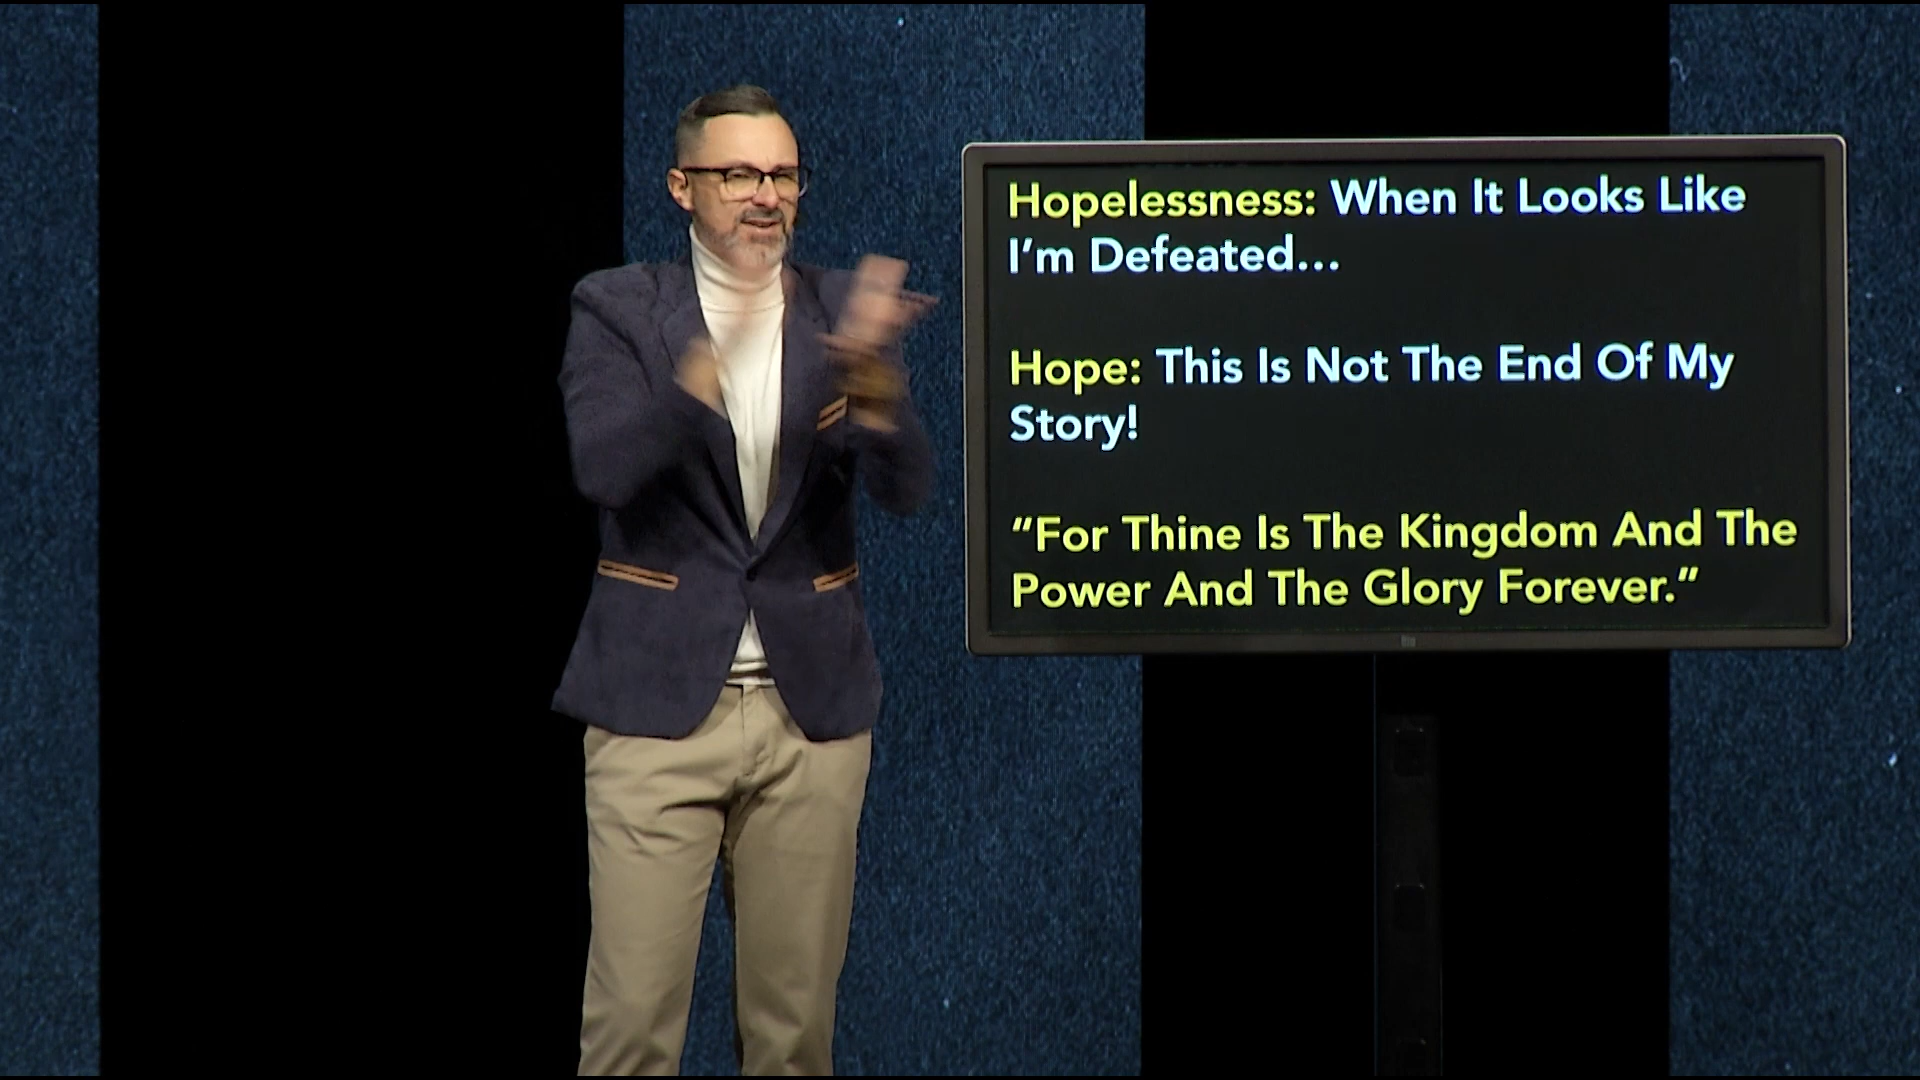 Hopelessness: When It Looks Like
I’m Defeated...
Hope: This Is Not The End Of My
Story!
“For Thine Is The Kingdom And The
Power And The Glory Forever.”